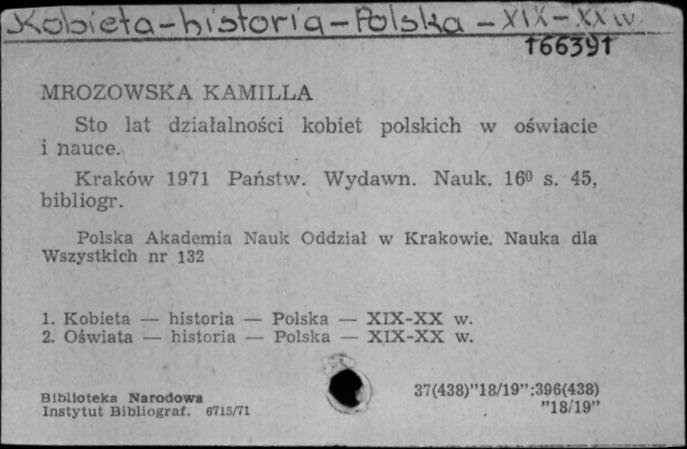 Kobieta-historia-Polska - XIX-XX w.
166391
MROZOWSKA KAMILLA
Sto lat działalności kobiet polskich w oświacie
i nauce.
Kraków 1971 Państw. Wydawn. Nauk. 16⁰ s. 45,
bibliogr.
Polska Akademia Nauk Oddział w Krakowie. Nauka dla
Wszystkich nr 132
1. Kobieta — historia — Polska — XIX-XX w.
2. Oświata — historia — Polska — XIX-XX w.
37(438)”18/19”:396(438)
”18/19”
Biblioteka Narodowa
Instytut Bibliograf. 6715/71